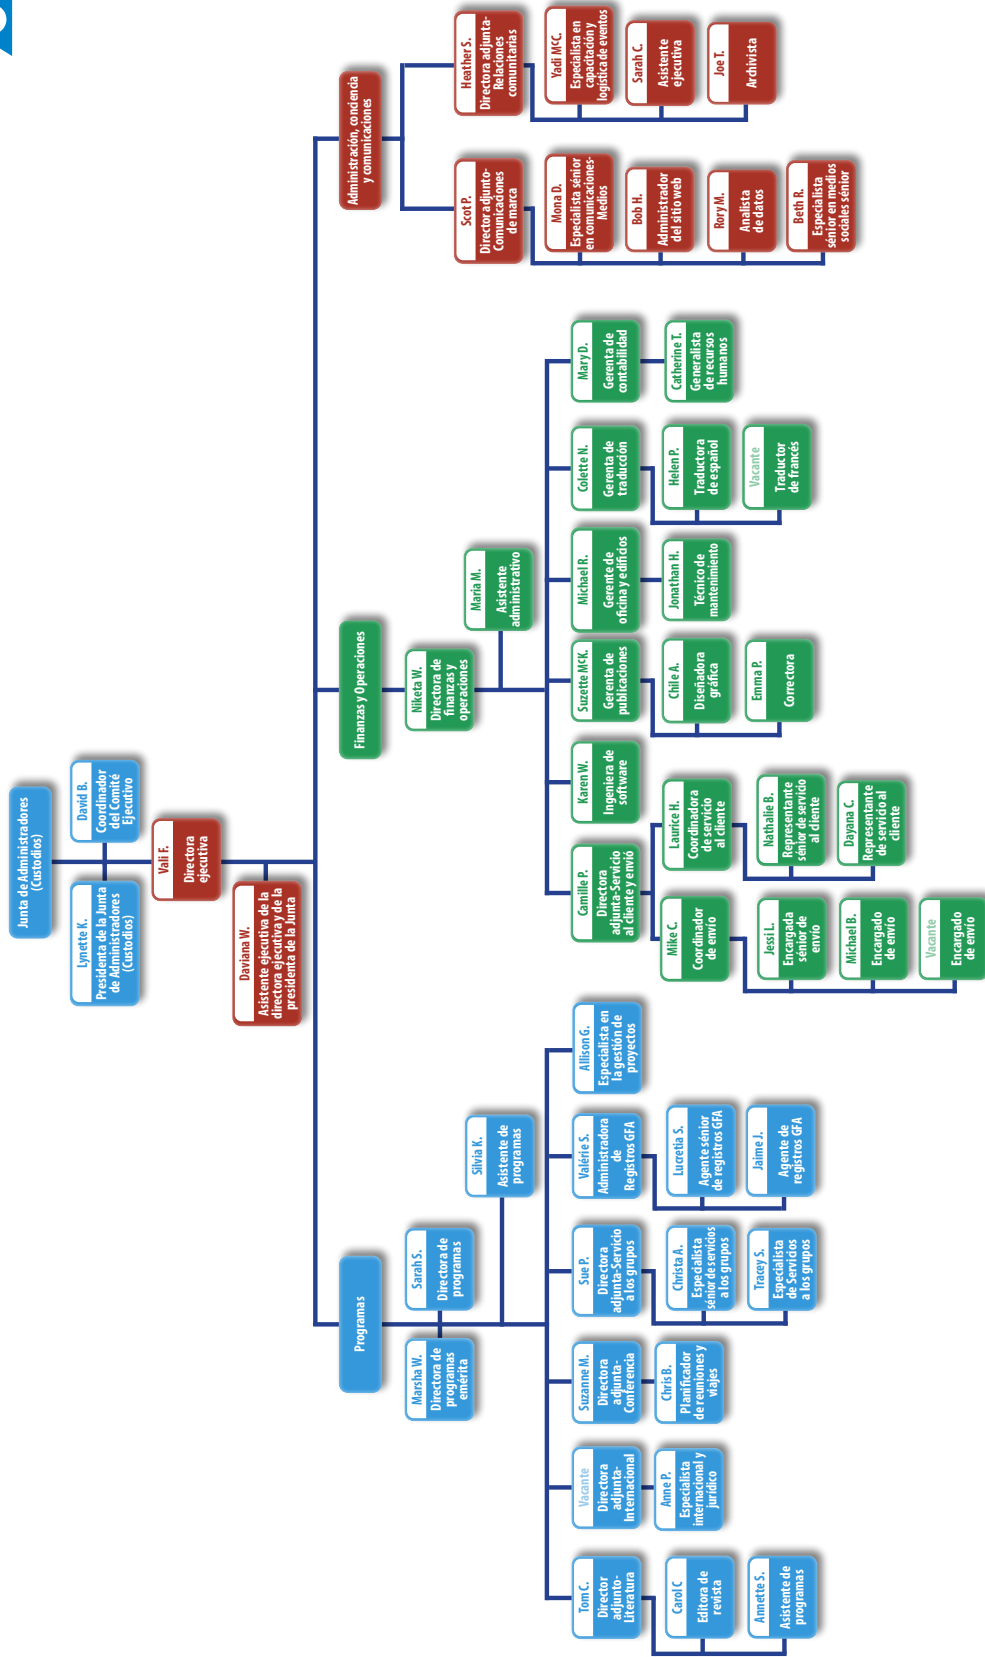 Junta de Administradores
(Custodios)
Lynette K.
Presidenta de la Junta
de Administradores
(Custodios)
David B.
Coordinador
del Comité
Ejecutivo
Vali F.
Directora
ejecutiva
Daviana W.
Asistente ejecutiva de la
directora ejecutiva y de la
presidenta de la Junta
Programas
Marsha W.
Directora de
programas
emérita
Sarah S.
Directora de
programas
Silvia K.
Asistente de
programas
Tom C.
Director
adjunto-
Literatura
Carol C
Editora de
revista
Annette S.
Asistente de
programas
Vacante
Directora
adjunta-
Internacional
Anne P.
Especialista
internacional y
jurídico
Suzanne M.
Directora
adjunta-
Conferencia
Chris B.
Planificador
de reuniones y
viajes
Sue P.
Directora
adjunta-Servicio
a los grupos
Christa A.
Especialista
sénior de servicios
a los grupos
Tracey S.
Especialista
de Servicios
a los grupos
Valérie S.
Administradora
de
Registros GFA
Lucretia S.
Agente sénior
de registros GFA
Jaime J.
Agente de
registros GFA
Allison G.
Especialista en
la gestión de
proyectos
Finanzas y Operaciones
Niketa W.
Directora de
finanzas y
operaciones
Maria M.
Asistente
administrativo
Camille P.
Directora
adjunta-Servicio
al cliente y envío
Mike C.
Coordinador
de envío
Jessi L.
Encargada
sénior de
envío
Michael B.
Encargado
de envío
Vacante
Encargado
de envío
Laurice H.
Coordinadora
de servicio
al cliente
Nathalie B.
Representante
sénior de servicio
al cliente
Dayana C.
Representante
de servicio al
cliente
Karen W.
Ingeniera de
software
Suzette McK.
Gerenta de
publicaciones
Chile A.
Diseñadora
gráfica
Emma P.
Correctora
Michael R.
Gerente de
oficina y edificios
Jonathan H.
Técnico de
mantenimiento
Colette N.
Gerenta de
traducción
Helen P.
Traductora
de español
Vacante
Traductor
de francés
Mary D.
Gerenta de
contabilidad
Catherine T.
Generalista
de recursos
humanos
Administración, conciencia
y comunicaciones
Scot P.
Director adjunto-
Comunicaciones
de marca
Mona D.
Especialista sénior
en comunicaciones-
Medios
Bob H.
Administrador
del sitio web
Rory M.
Analista
de datos
Beth R.
Especialista
sénior en medios
sociales sénior
Heather S.
Directora adjunta-
Relaciones
comunitarias
Yadi McC.
Especialista en
capacitación y
logística de eventos
Sarah C.
Asistente
ejecutiva
Joe T.
Archivista